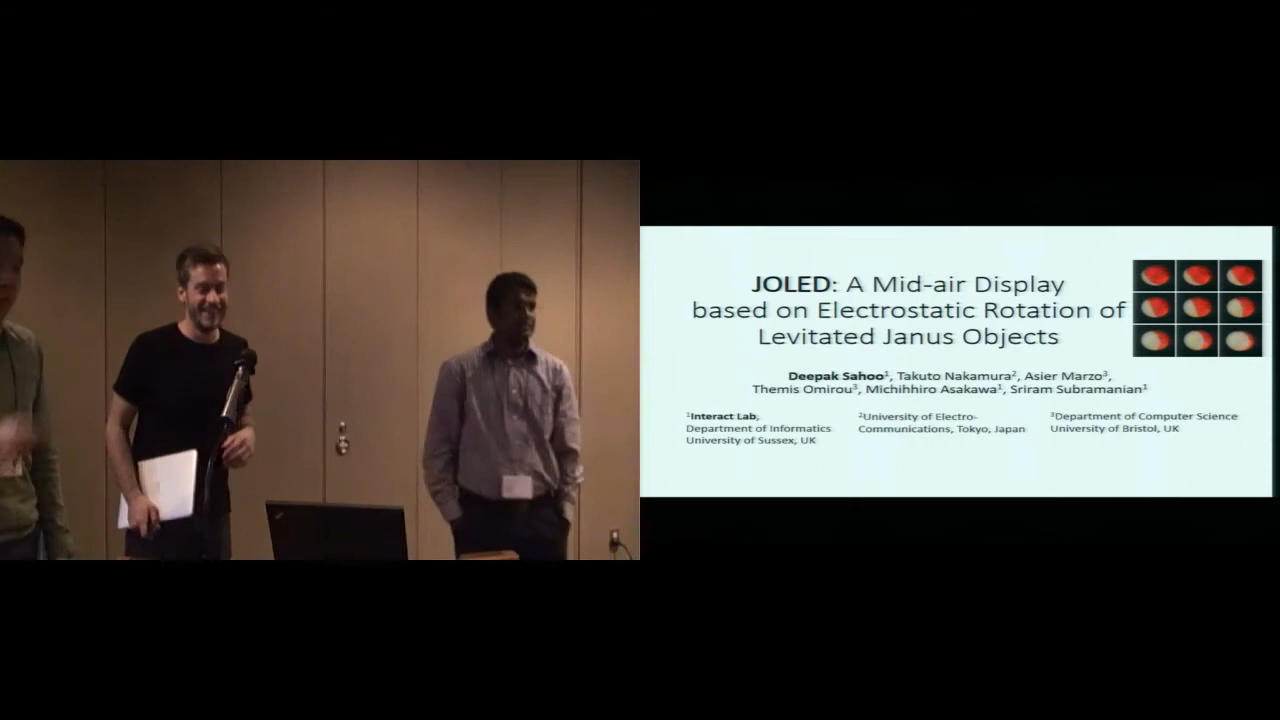 JOLED: A Mid-air Display
based on Electrostatic Rotation of
Levitated Janus Objects
Deepak Sahoo¹, Takuto Nakamura², Asier Marzo³,
Themis Omirou³, Michihhiro Asakawa¹, Sriram Subramanian¹
¹Interact Lab,
Department of Informatics
University of Sussex, UK
²University of Electro-
Communications, Tokyo, Japan
³Department of Computer Science
University of Bristol, UK